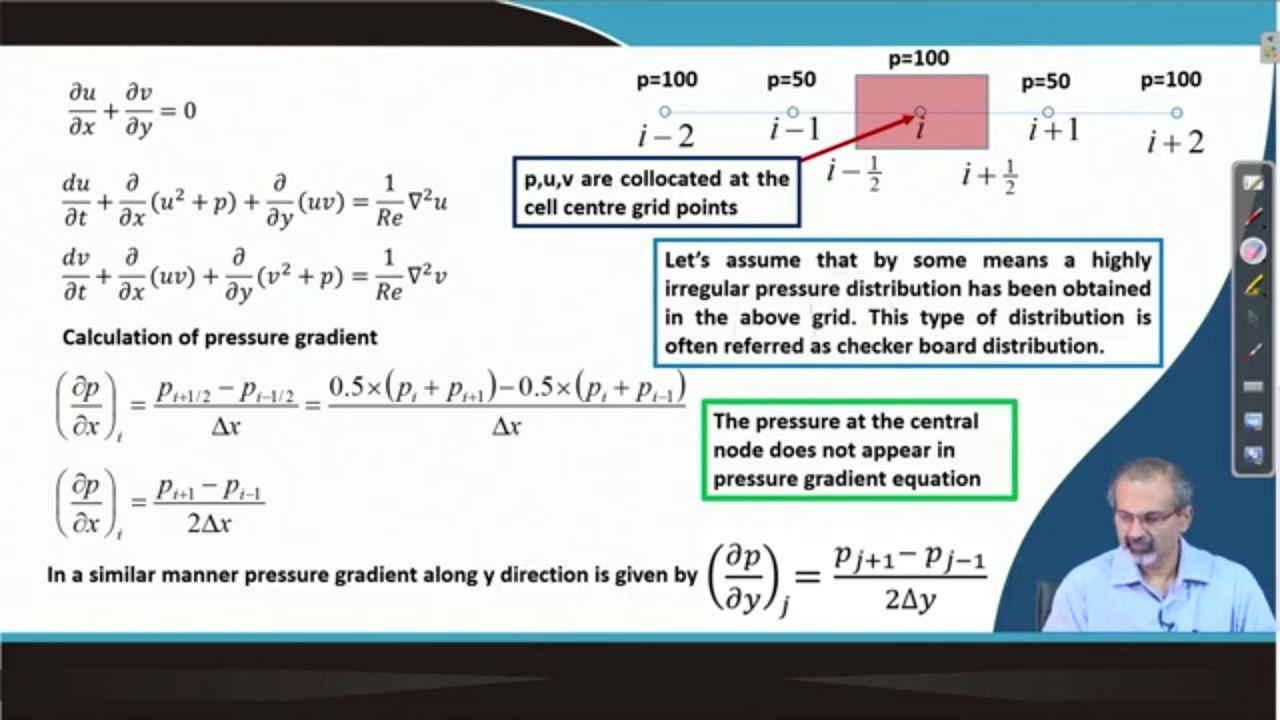 ∂u/∂x + ∂v/∂y = 0
du/∂t + ∂/∂x (u² + p) + ∂/∂y (uv) = 1/Re ∇²u
dv/∂t + ∂/∂x (uv) + ∂/∂y (v² + p) = 1/Re ∇²v
p=100 p=50 p=100 p=50 p=100
i−2 i−1 i i+1 i+2
i−½ i+½
p,u,v are collocated at the
cell centre grid points
Let's assume that by some means a highly
irregular pressure distribution has been obtained
in the above grid. This type of distribution is
often referred as checker board distribution.
Calculation of pressure gradient
(∂p/∂x)ᵢ = (p_{i+1/2} − p_{i−1/2})/Δx = (0.5×(p_i + p_{i+1})−0.5×(p_i + p_{i−1}))/Δx
(∂p/∂x)ᵢ = (p_{i+1} − p_{i−1})/2Δx
The pressure at the central
node does not appear in
pressure gradient equation
In a similar manner pressure gradient along y direction is given by (∂p/∂y)_j = (p_{j+1} − p_{j−1})/2Δy